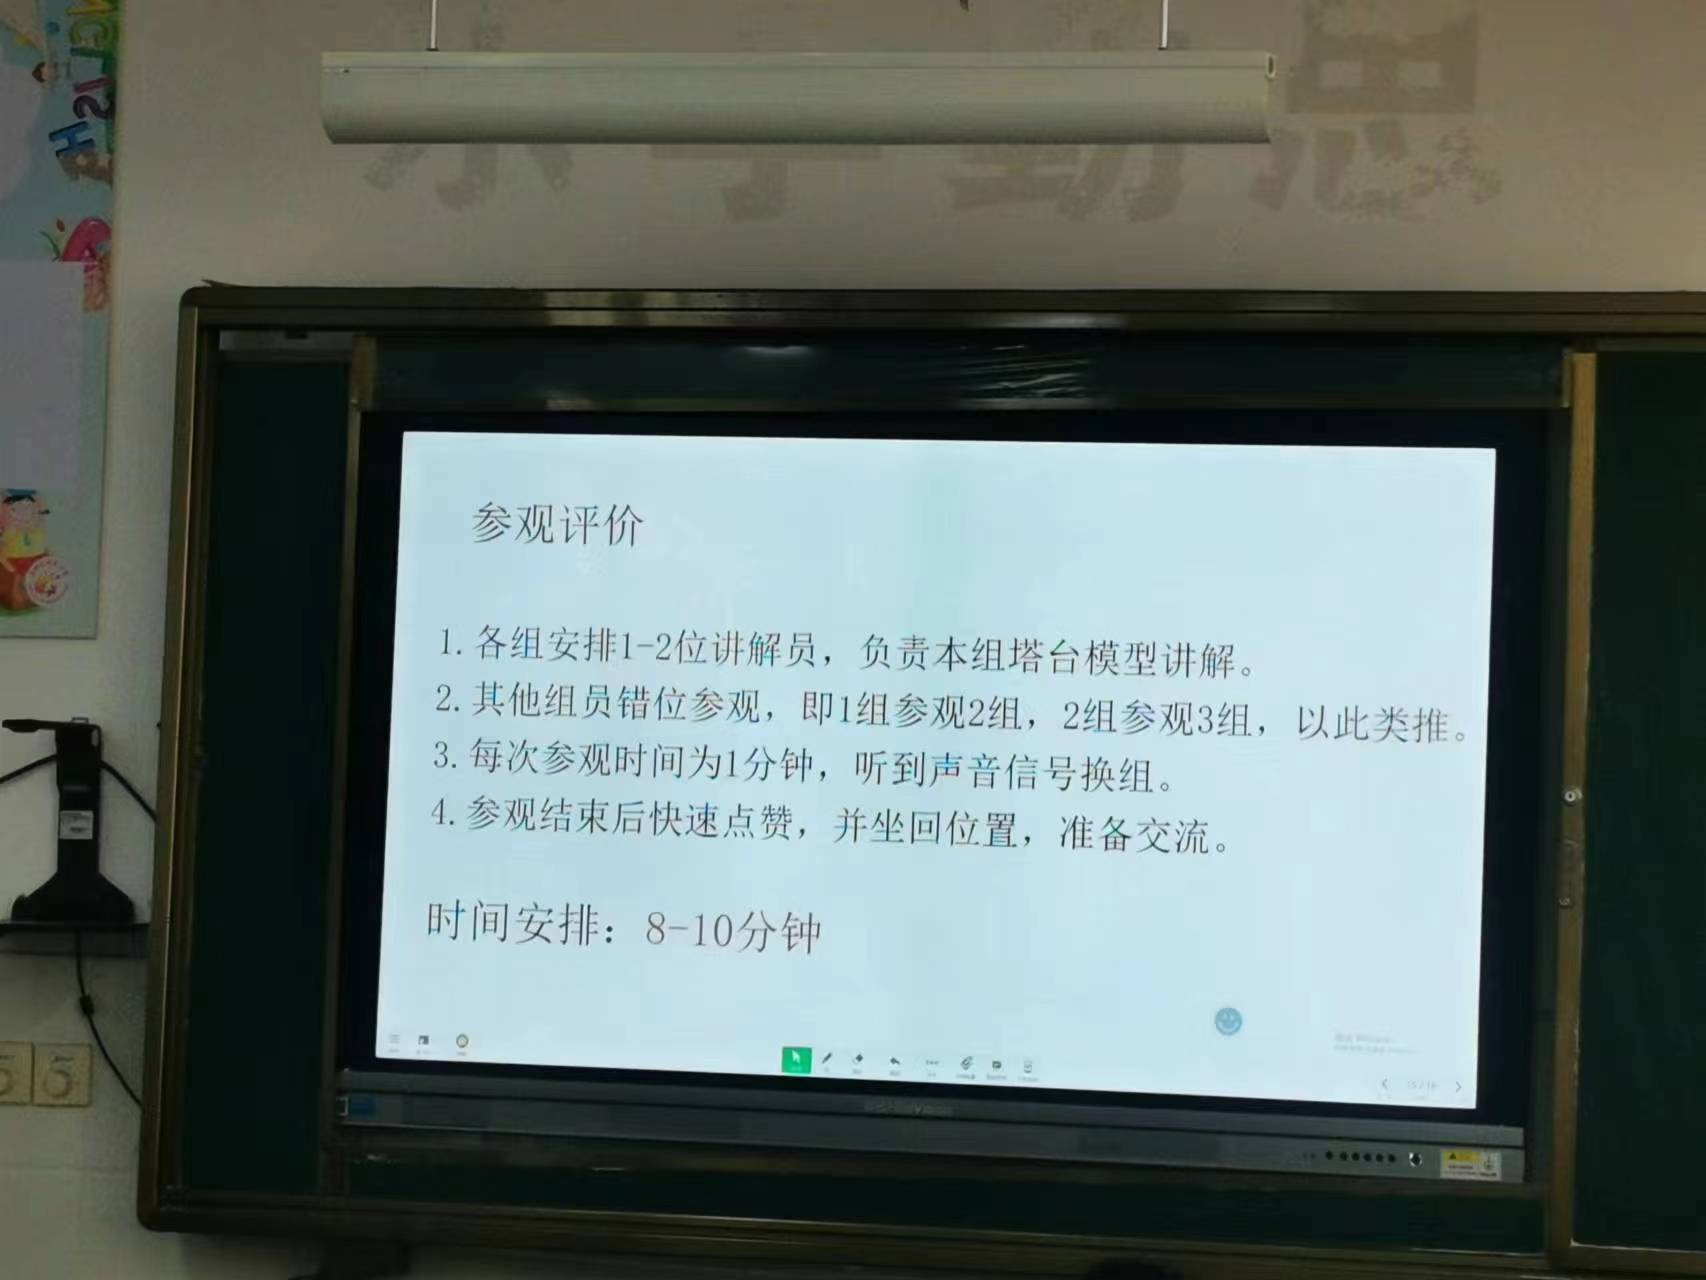 参观评价
1.各组安排1-2位讲解员，负责本组塔台模型讲解。
2.其他组员错位参观，即1组参观2组，2组参观3组，以此类推。
3.每次参观时间为1分钟，听到声音信号换组。
4.参观结束后快速点赞，并坐回位置，准备交流。
时间安排：8-10分钟